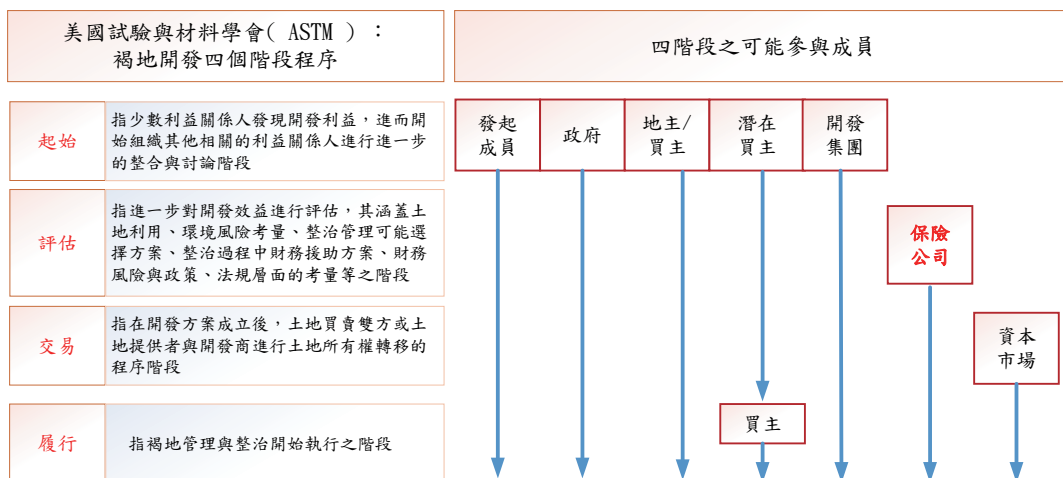 美國試驗與材料學會( ASTM ) ：
褐地開發四個階段程序
四階段之可能參與成員
起始
指少數利益關係人發現開發利益，進而開
始組織其他相關的利益關係人進行進一步
的整合與討論階段
發起
成員
政府
地主/
買主
潛在
買主
開發
集團
評估
指進一步對開發效益進行評估，其涵蓋土
地利用、環境風險考量、整治管理可能選
擇方案、整治過程中財務援助方案、財務
風險與政策、法規層面的考量等之階段
保險
公司
交易
指在開發方案成立後，土地買賣雙方或土
地提供者與開發商進行土地所有權轉移的
程序階段
資本
市場
履行
指褐地管理與整治開始執行之階段
買主